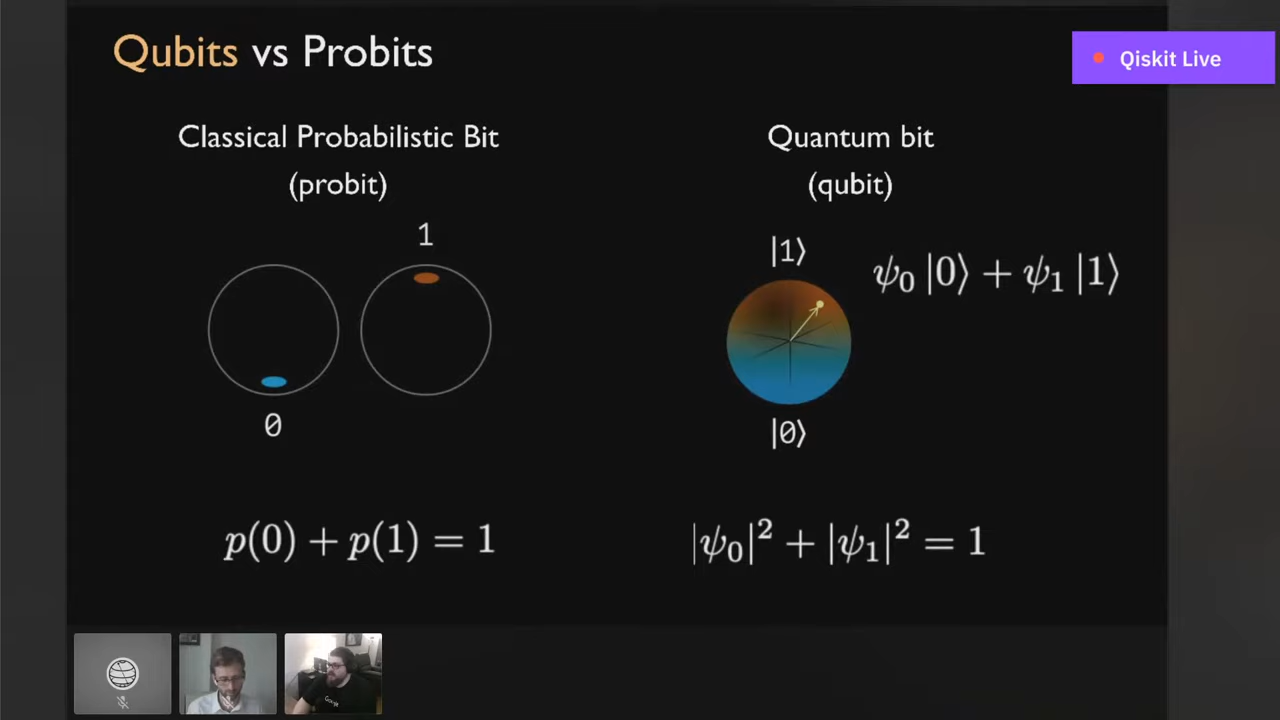 Qubits vs Probits
Qiskit Live
Classical Probabilistic Bit
(probit)
1
0
p(0) + p(1) = 1
Quantum bit
(qubit)
|1⟩
ψ₀ |0⟩ + ψ₁ |1⟩
|0⟩
|ψ₀|² + |ψ₁|² = 1